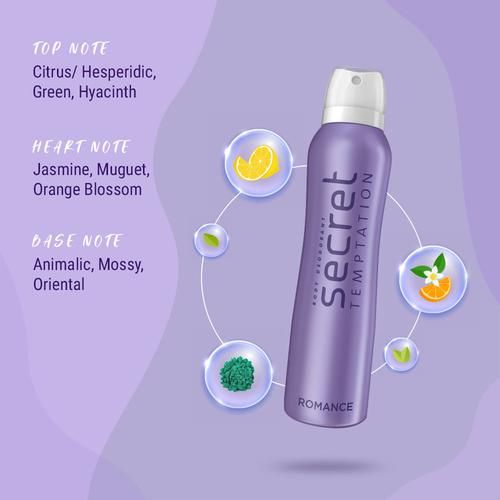 TOP NOTE
Citrus/ Hesperidic,
Green, Hyacinth
HEART NOTE
Jasmine, Muguet,
Orange Blossom
BASE NOTE
Animalic, Mossy,
Oriental
BODY DEODORANT
secret
TEMPTATION
ROMANCE